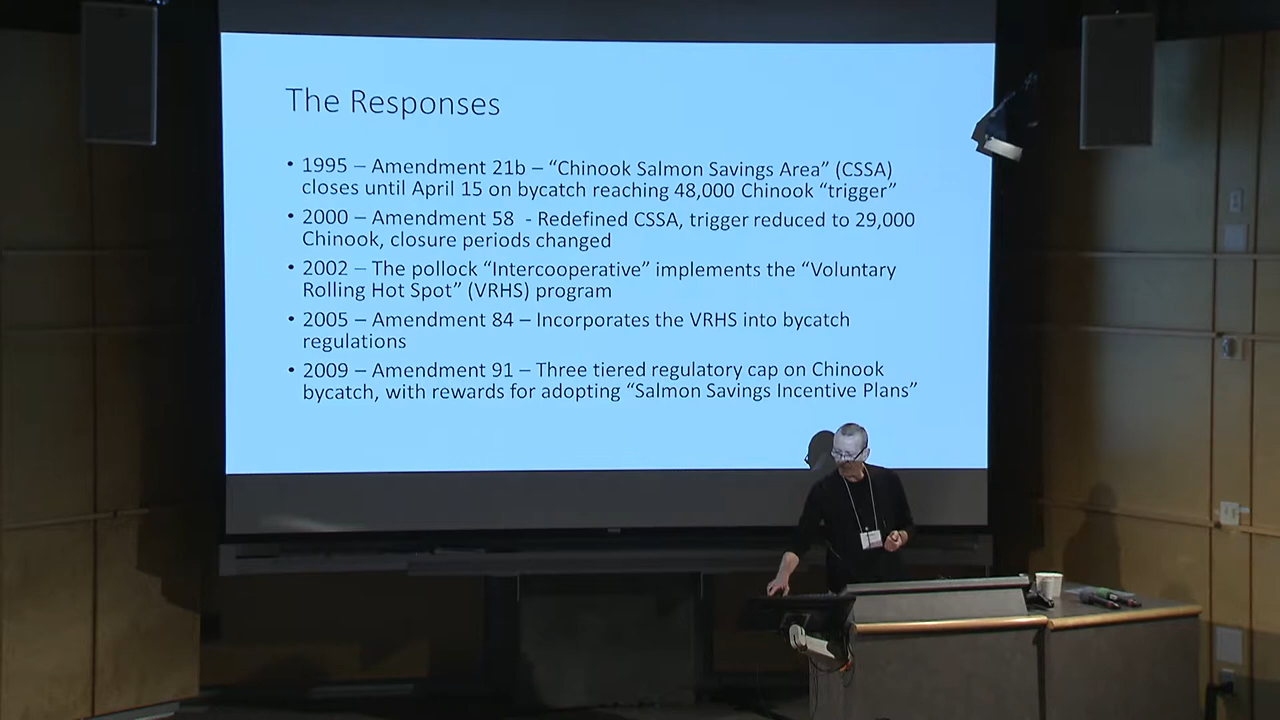 The Responses
• 1995 – Amendment 21b – “Chinook Salmon Savings Area” (CSSA)
closes until April 15 on bycatch reaching 48,000 Chinook “trigger”
• 2000 – Amendment 58 - Redefined CSSA, trigger reduced to 29,000
Chinook, closure periods changed
• 2002 – The pollock “Intercooperative” implements the “Voluntary
Rolling Hot Spot” (VRHS) program
• 2005 – Amendment 84 – Incorporates the VRHS into bycatch
regulations
• 2009 – Amendment 91 – Three tiered regulatory cap on Chinook
bycatch, with rewards for adopting “Salmon Savings Incentive Plans”